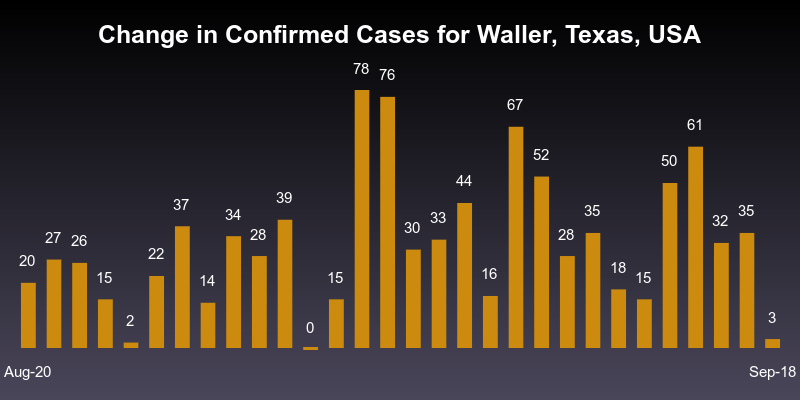 Change in Confirmed Cases for Waller, Texas, USA
20 27 26 15 2 22 37 14 34 28 39 0 15 78 76 30 33 44 16 67 52 28 35 18 15 50 61 32 35 3
Aug-20 Sep-18